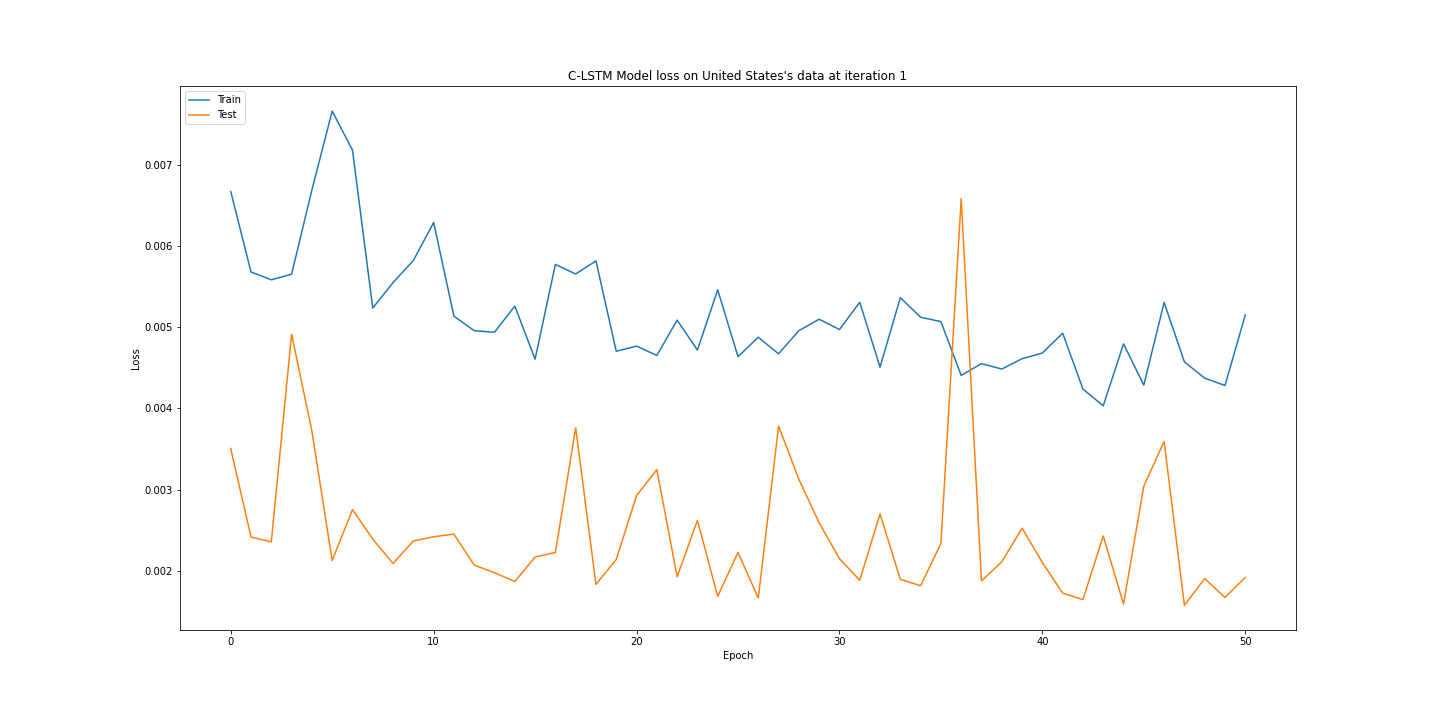 C-LSTM Model loss on United States's data at iteration 1
Train
Test
0.007
0.006
0.005
0.004
0.003
0.002
Loss
0 10 20 30 40 50
Epoch